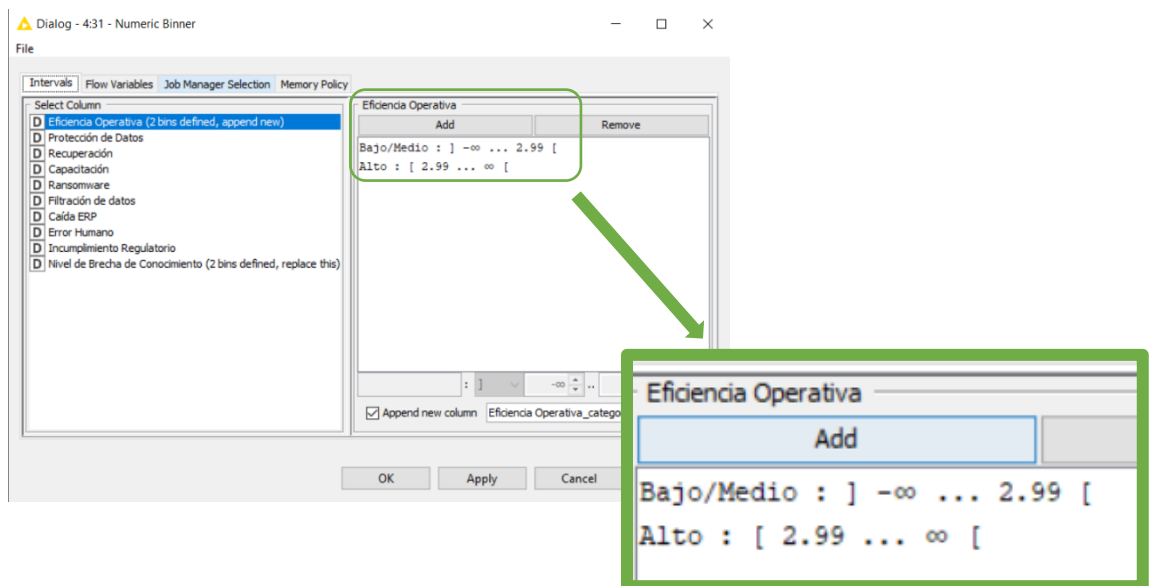 Dialog - 4:31 - Numeric Binner
File
Intervals Flow Variables Job Manager Selection Memory Policy
Select Column
D Eficiencia Operativa (2 bins defined, append new)
D Protección de Datos
D Recuperación
D Capacitación
D Ransomware
D Filtración de datos
D Caída ERP
D Error Humano
D Incumplimiento Regulatorio
D Nivel de Brecha de Conocimiento (2 bins defined, replace this)
Eficiencia Operativa
Add Remove
Bajo/Medio : ] -∞ ... 2.99 [
Alto : [ 2.99 ... ∞ [
: ] -∞ ..
Append new column Eficiencia Operativa_catego
OK Apply Cancel
Eficiencia Operativa
Add
Bajo/Medio : ] -∞ ... 2.99 [
Alto : [ 2.99 ... ∞ [